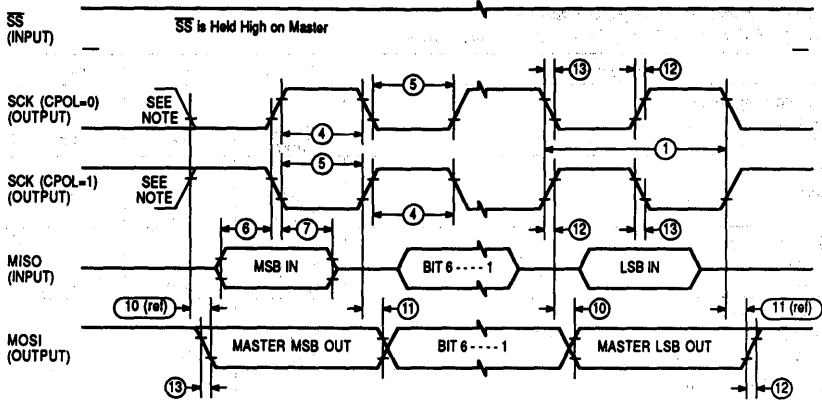 SS
(INPUT)
SS is Held High on Master
13
12
5
SCK (CPOL=0)
(OUTPUT)
SEE
NOTE
4
1
5
SCK (CPOL=1)
(OUTPUT)
SEE
NOTE
4
12
13
6
7
MISO
(INPUT)
MSB IN
BIT 6 - - - - 1
LSB IN
10 (ref)
11
10
11 (ref)
MOSI
(OUTPUT)
MASTER MSB OUT
BIT 6 - - - - 1
MASTER LSB OUT
13
12